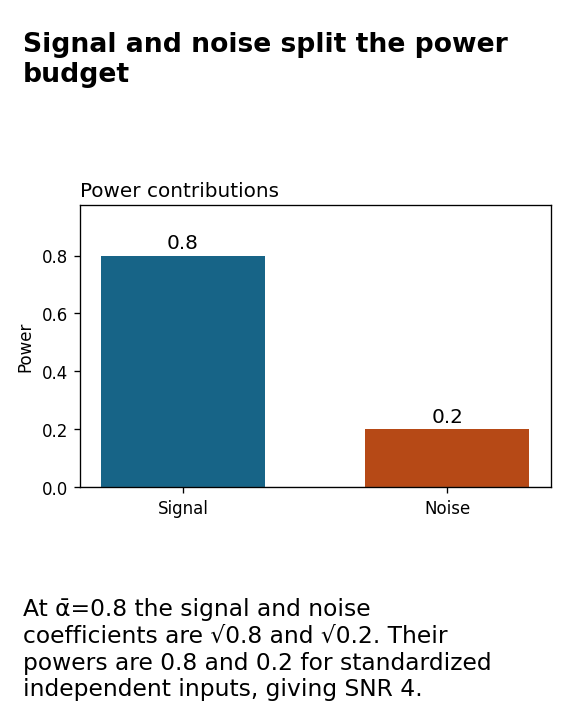 Signal and noise split the power
budget
Power contributions
0.8
0.2
Power
0.8
0.6
0.4
0.2
0.0
Signal
Noise
At ᾱ=0.8 the signal and noise
coefficients are √0.8 and √0.2. Their
powers are 0.8 and 0.2 for standardized
independent inputs, giving SNR 4.